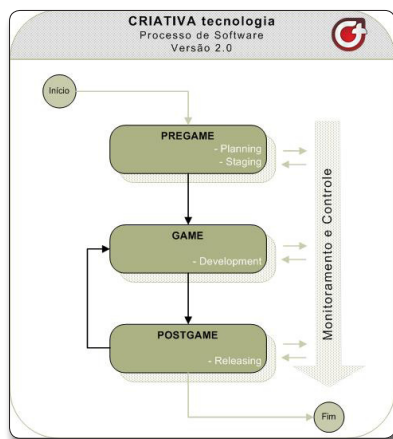 CRIATIVA tecnologia
Processo de Software
Versão 2.0
Início
PREGAME
- Planning
- Staging
GAME
- Development
POSTGAME
- Releasing
Monitoramento e Controle
Fim